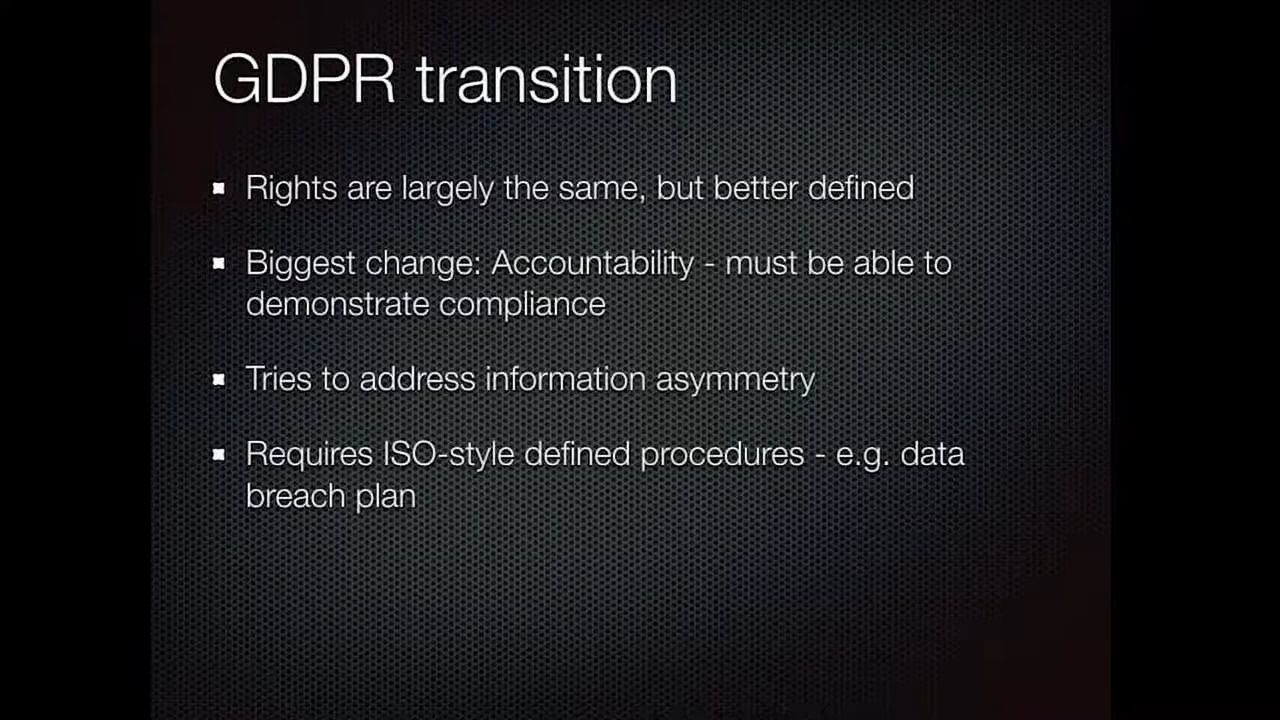 GDPR transition
Rights are largely the same, but better defined
Biggest change: Accountability - must be able to
demonstrate compliance
Tries to address information asymmetry
Requires ISO-style defined procedures - e.g. data
breach plan